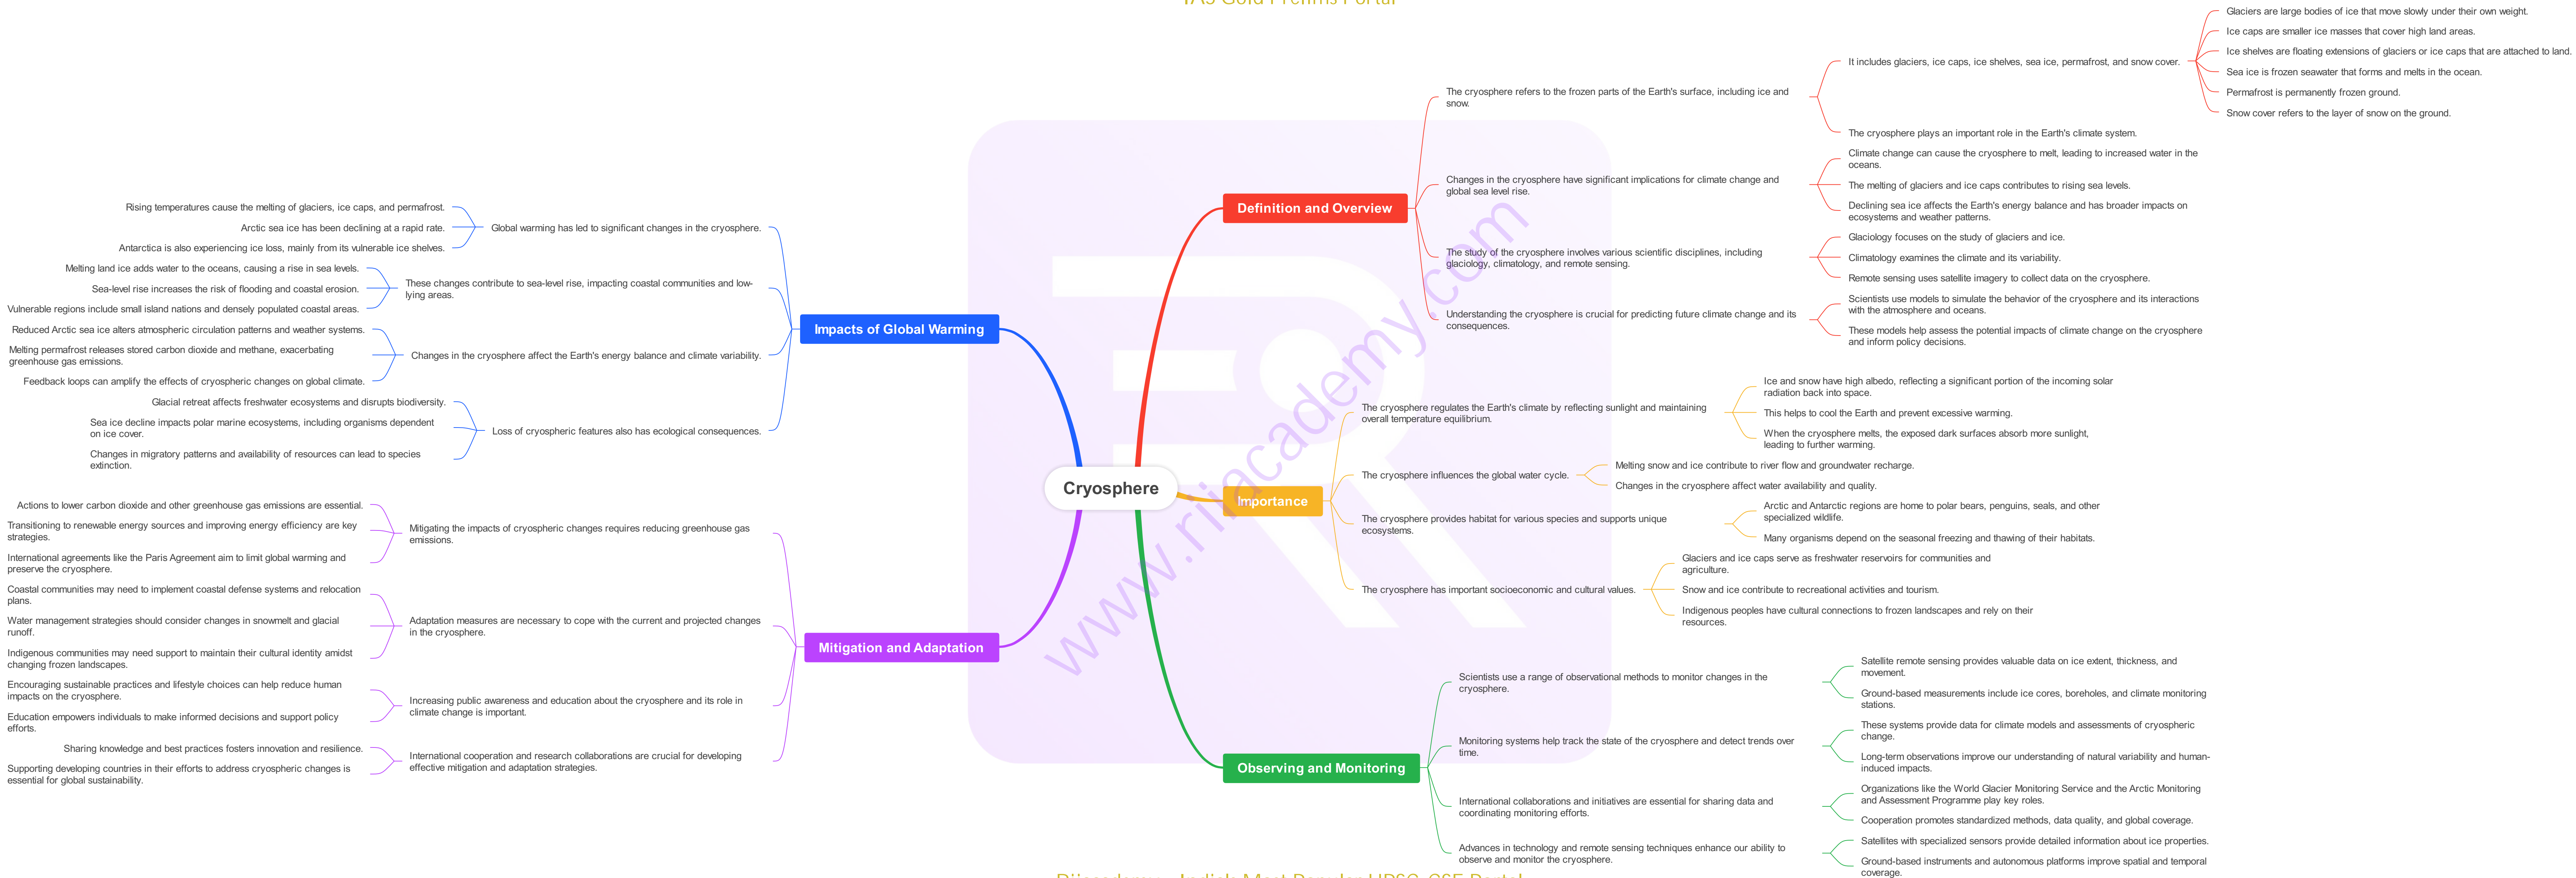 IAS Gold Prelims Portal
Cryosphere
Definition and Overview
The cryosphere refers to the frozen parts of the Earth's surface, including ice and
snow.
It includes glaciers, ice caps, ice shelves, sea ice, permafrost, and snow cover.
Glaciers are large bodies of ice that move slowly under their own weight.
Ice caps are smaller ice masses that cover high land areas.
Ice shelves are floating extensions of glaciers or ice caps that are attached to land.
Sea ice is frozen seawater that forms and melts in the ocean.
Permafrost is permanently frozen ground.
Snow cover refers to the layer of snow on the ground.
The cryosphere plays an important role in the Earth's climate system.
Changes in the cryosphere have significant implications for climate change and
global sea level rise.
Climate change can cause the cryosphere to melt, leading to increased water in the
oceans.
The melting of glaciers and ice caps contributes to rising sea levels.
Declining sea ice affects the Earth's energy balance and has broader impacts on
ecosystems and weather patterns.
The study of the cryosphere involves various scientific disciplines, including
glaciology, climatology, and remote sensing.
Glaciology focuses on the study of glaciers and ice.
Climatology examines the climate and its variability.
Remote sensing uses satellite imagery to collect data on the cryosphere.
Understanding the cryosphere is crucial for predicting future climate change and its
consequences.
Scientists use models to simulate the behavior of the cryosphere and its interactions
with the atmosphere and oceans.
These models help assess the potential impacts of climate change on the cryosphere
and inform policy decisions.
Importance
The cryosphere regulates the Earth's climate by reflecting sunlight and maintaining
overall temperature equilibrium.
Ice and snow have high albedo, reflecting a significant portion of the incoming solar
radiation back into space.
This helps to cool the Earth and prevent excessive warming.
When the cryosphere melts, the exposed dark surfaces absorb more sunlight,
leading to further warming.
The cryosphere influences the global water cycle.
Melting snow and ice contribute to river flow and groundwater recharge.
Changes in the cryosphere affect water availability and quality.
The cryosphere provides habitat for various species and supports unique
ecosystems.
Arctic and Antarctic regions are home to polar bears, penguins, seals, and other
specialized wildlife.
Many organisms depend on the seasonal freezing and thawing of their habitats.
The cryosphere has important socioeconomic and cultural values.
Glaciers and ice caps serve as freshwater reservoirs for communities and
agriculture.
Snow and ice contribute to recreational activities and tourism.
Indigenous peoples have cultural connections to frozen landscapes and rely on their
resources.
Observing and Monitoring
Scientists use a range of observational methods to monitor changes in the
cryosphere.
Satellite remote sensing provides valuable data on ice extent, thickness, and
movement.
Ground-based measurements include ice cores, boreholes, and climate monitoring
stations.
Monitoring systems help track the state of the cryosphere and detect trends over
time.
These systems provide data for climate models and assessments of cryospheric
change.
Long-term observations improve our understanding of natural variability and human-
induced impacts.
International collaborations and initiatives are essential for sharing data and
coordinating monitoring efforts.
Organizations like the World Glacier Monitoring Service and the Arctic Monitoring
and Assessment Programme play key roles.
Cooperation promotes standardized methods, data quality, and global coverage.
Advances in technology and remote sensing techniques enhance our ability to
observe and monitor the cryosphere.
Satellites with specialized sensors provide detailed information about ice properties.
Ground-based instruments and autonomous platforms improve spatial and temporal
coverage.
Impacts of Global Warming
Global warming has led to significant changes in the cryosphere.
Rising temperatures cause the melting of glaciers, ice caps, and permafrost.
Arctic sea ice has been declining at a rapid rate.
Antarctica is also experiencing ice loss, mainly from its vulnerable ice shelves.
These changes contribute to sea-level rise, impacting coastal communities and low-
lying areas.
Melting land ice adds water to the oceans, causing a rise in sea levels.
Sea-level rise increases the risk of flooding and coastal erosion.
Vulnerable regions include small island nations and densely populated coastal areas.
Changes in the cryosphere affect the Earth's energy balance and climate variability.
Reduced Arctic sea ice alters atmospheric circulation patterns and weather systems.
Melting permafrost releases stored carbon dioxide and methane, exacerbating
greenhouse gas emissions.
Feedback loops can amplify the effects of cryospheric changes on global climate.
Loss of cryospheric features also has ecological consequences.
Glacial retreat affects freshwater ecosystems and disrupts biodiversity.
Sea ice decline impacts polar marine ecosystems, including organisms dependent
on ice cover.
Changes in migratory patterns and availability of resources can lead to species
extinction.
Mitigation and Adaptation
Mitigating the impacts of cryospheric changes requires reducing greenhouse gas
emissions.
Actions to lower carbon dioxide and other greenhouse gas emissions are essential.
Transitioning to renewable energy sources and improving energy efficiency are key
strategies.
International agreements like the Paris Agreement aim to limit global warming and
preserve the cryosphere.
Adaptation measures are necessary to cope with the current and projected changes
in the cryosphere.
Coastal communities may need to implement coastal defense systems and relocation
plans.
Water management strategies should consider changes in snowmelt and glacial
runoff.
Indigenous communities may need support to maintain their cultural identity amidst
changing frozen landscapes.
Increasing public awareness and education about the cryosphere and its role in
climate change is important.
Encouraging sustainable practices and lifestyle choices can help reduce human
impacts on the cryosphere.
Education empowers individuals to make informed decisions and support policy
efforts.
International cooperation and research collaborations are crucial for developing
effective mitigation and adaptation strategies.
Sharing knowledge and best practices fosters innovation and resilience.
Supporting developing countries in their efforts to address cryospheric changes is
essential for global sustainability.
www.rijiacademy.com